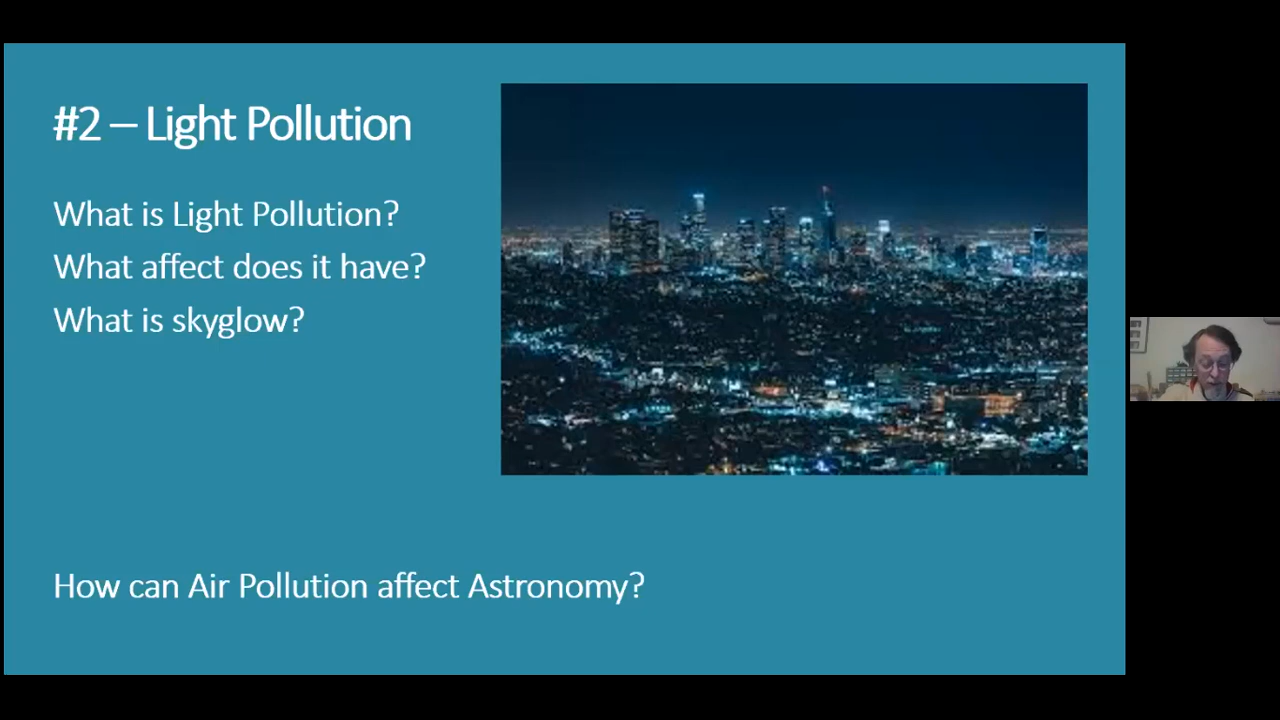 #2 – Light Pollution
What is Light Pollution?
What affect does it have?
What is skyglow?
How can Air Pollution affect Astronomy?